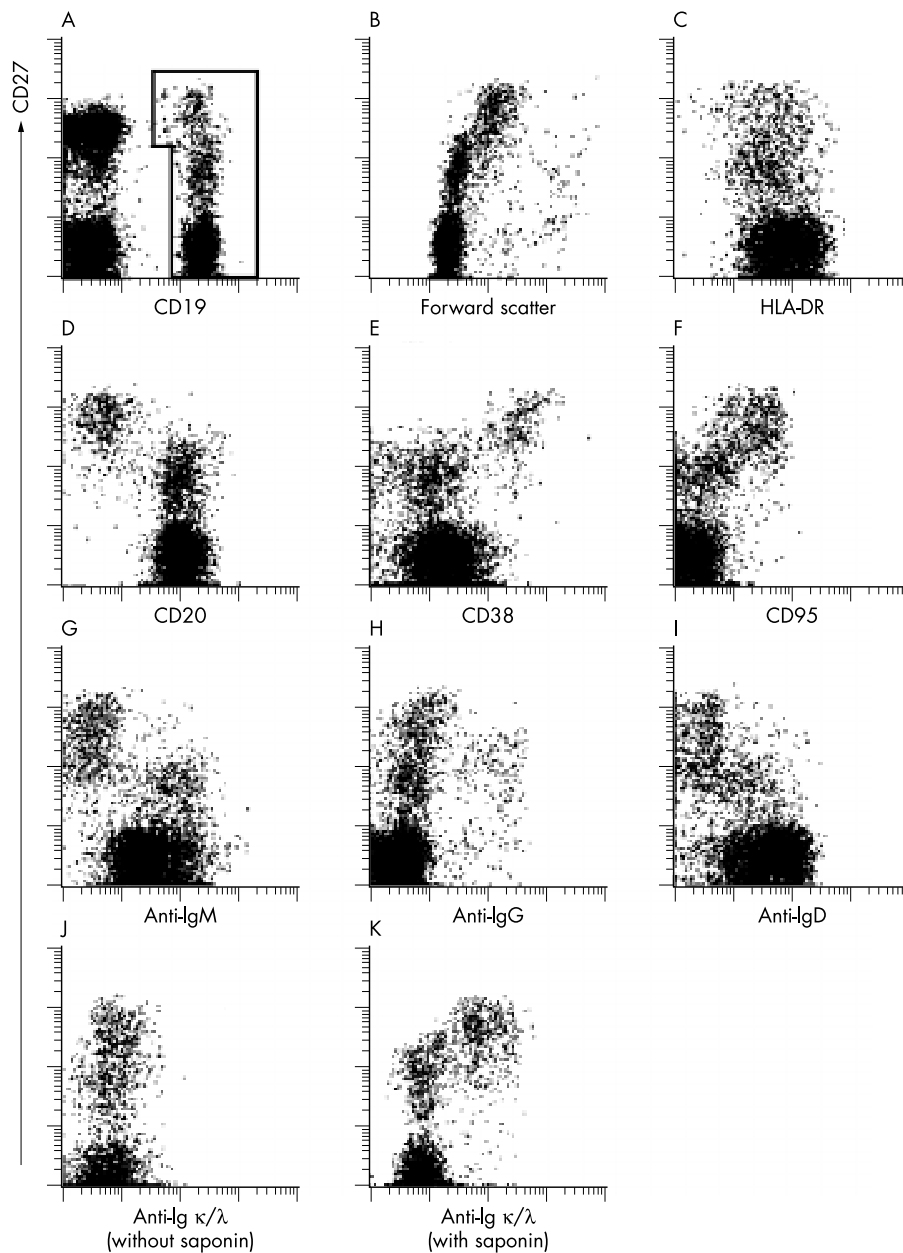 A
B
C
CD27
CD19
Forward scatter
HLA-DR
D
E
F
CD20
CD38
CD95
G
H
I
Anti-IgM
Anti-IgG
Anti-IgD
J
K
Anti-Ig κ/λ
(without saponin)
Anti-Ig κ/λ
(with saponin)